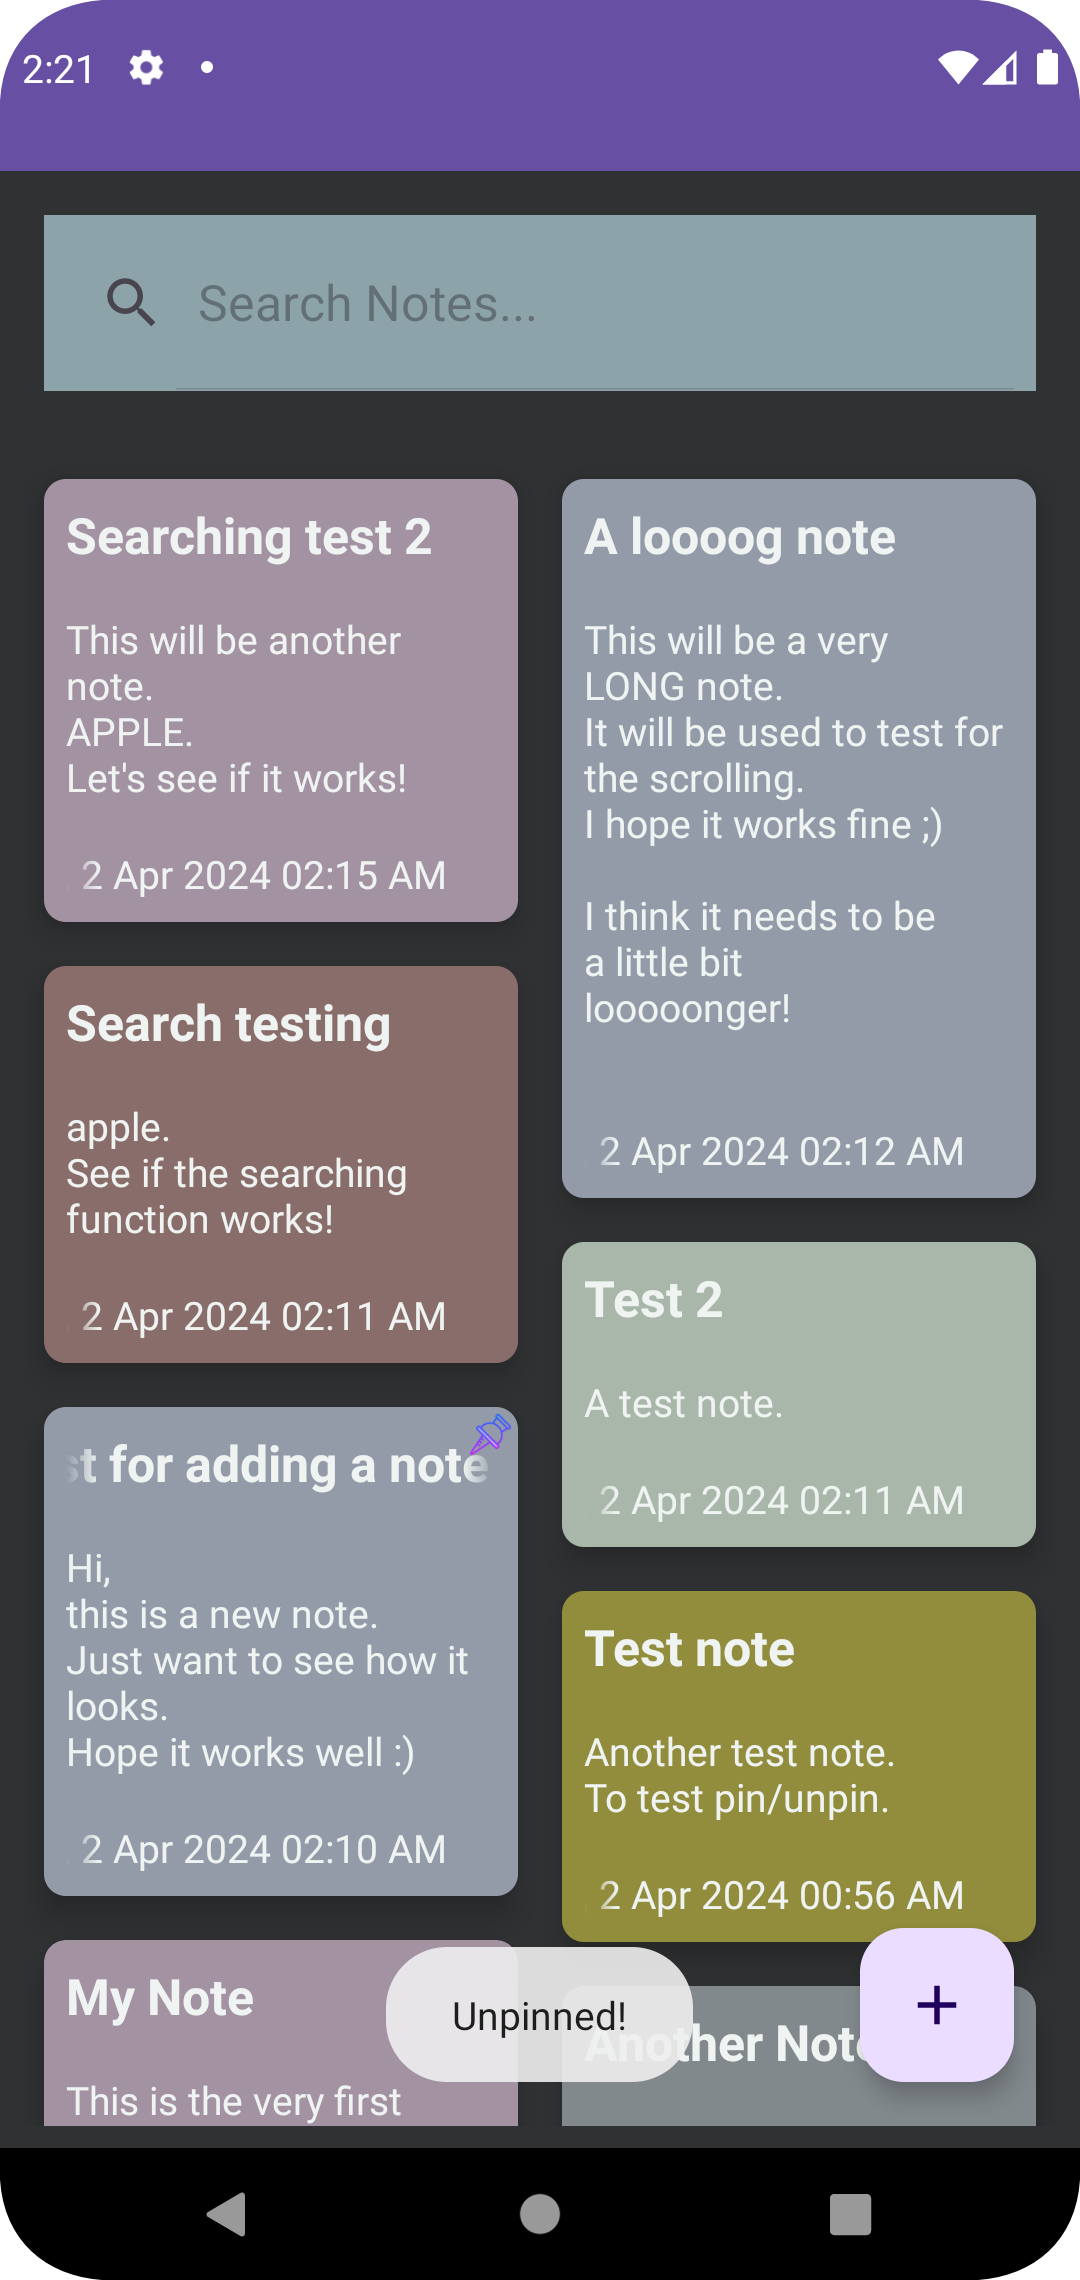 2:21
Search Notes...
Searching test 2
This will be another
note.
APPLE.
Let's see if it works!
2 Apr 2024 02:15 AM
A loooog note
This will be a very
LONG note.
It will be used to test for
the scrolling.
I hope it works fine ;)
I think it needs to be
a little bit
looooonger!
2 Apr 2024 02:12 AM
Search testing
apple.
See if the searching
function works!
2 Apr 2024 02:11 AM
Test 2
A test note.
2 Apr 2024 02:11 AM
st for adding a note
Hi,
this is a new note.
Just want to see how it
looks.
Hope it works well :)
2 Apr 2024 02:10 AM
Test note
Another test note.
To test pin/unpin.
2 Apr 2024 00:56 AM
My Note
This is the very first
Another Note
Unpinned!